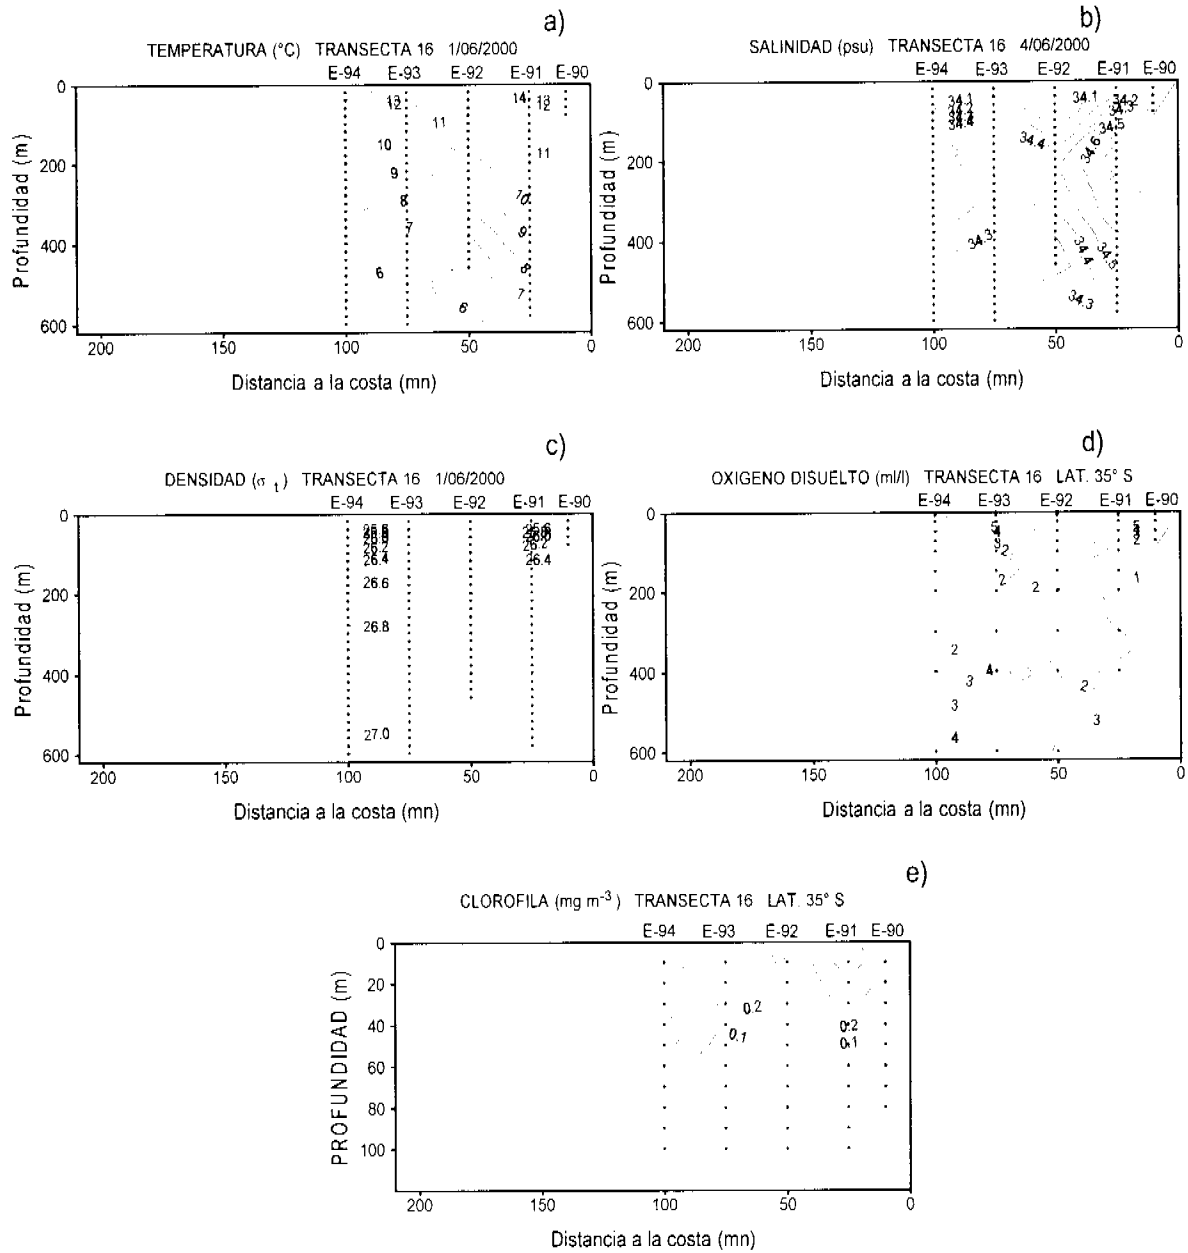 a)
TEMPERATURA (°C) TRANSECTA 16 1/06/2000
E-94 E-93 E-92 E-91 E-90
0
200
400
600
Profundidad (m)
13
12
11
10
9
8
7
6
6
14
13
12
11
10
9
8
7
200 150 100 50 0
Distancia a la costa (mn)
b)
SALINIDAD (psu) TRANSECTA 16 4/06/2000
E-94 E-93 E-92 E-91 E-90
0
200
400
600
Profundidad (m)
34.1
34.2
34.4
34.3
34.4
34.1
34.2
34.3
34.5
34.6
34.4
34.5
34.3
200 150 100 50 0
Distancia a la costa (mn)
c)
DENSIDAD (σ t) TRANSECTA 16 1/06/2000
E-94 E-93 E-92 E-91 E-90
0
200
400
600
Profundidad (m)
26.2
26.4
26.6
26.8
27.0
25.6
26.0
26.4
200 150 100 50 0
Distancia a la costa (mn)
d)
OXIGENO DISUELTO (ml/l) TRANSECTA 16 LAT. 35° S
E-94 E-93 E-92 E-91 E-90
0
200
400
600
Profundidad (m)
5
4
3
2
2
2
2
3
4
3
4
5
2
1
2
3
200 150 100 50 0
Distancia a la costa (mn)
e)
CLOROFILA (mg m-3) TRANSECTA 16 LAT. 35° S
E-94 E-93 E-92 E-91 E-90
0
20
40
60
80
100
PROFUNDIDAD (m)
0.2
0.1
0.2
0.1
200 150 100 50 0
Distancia a la costa (mn)